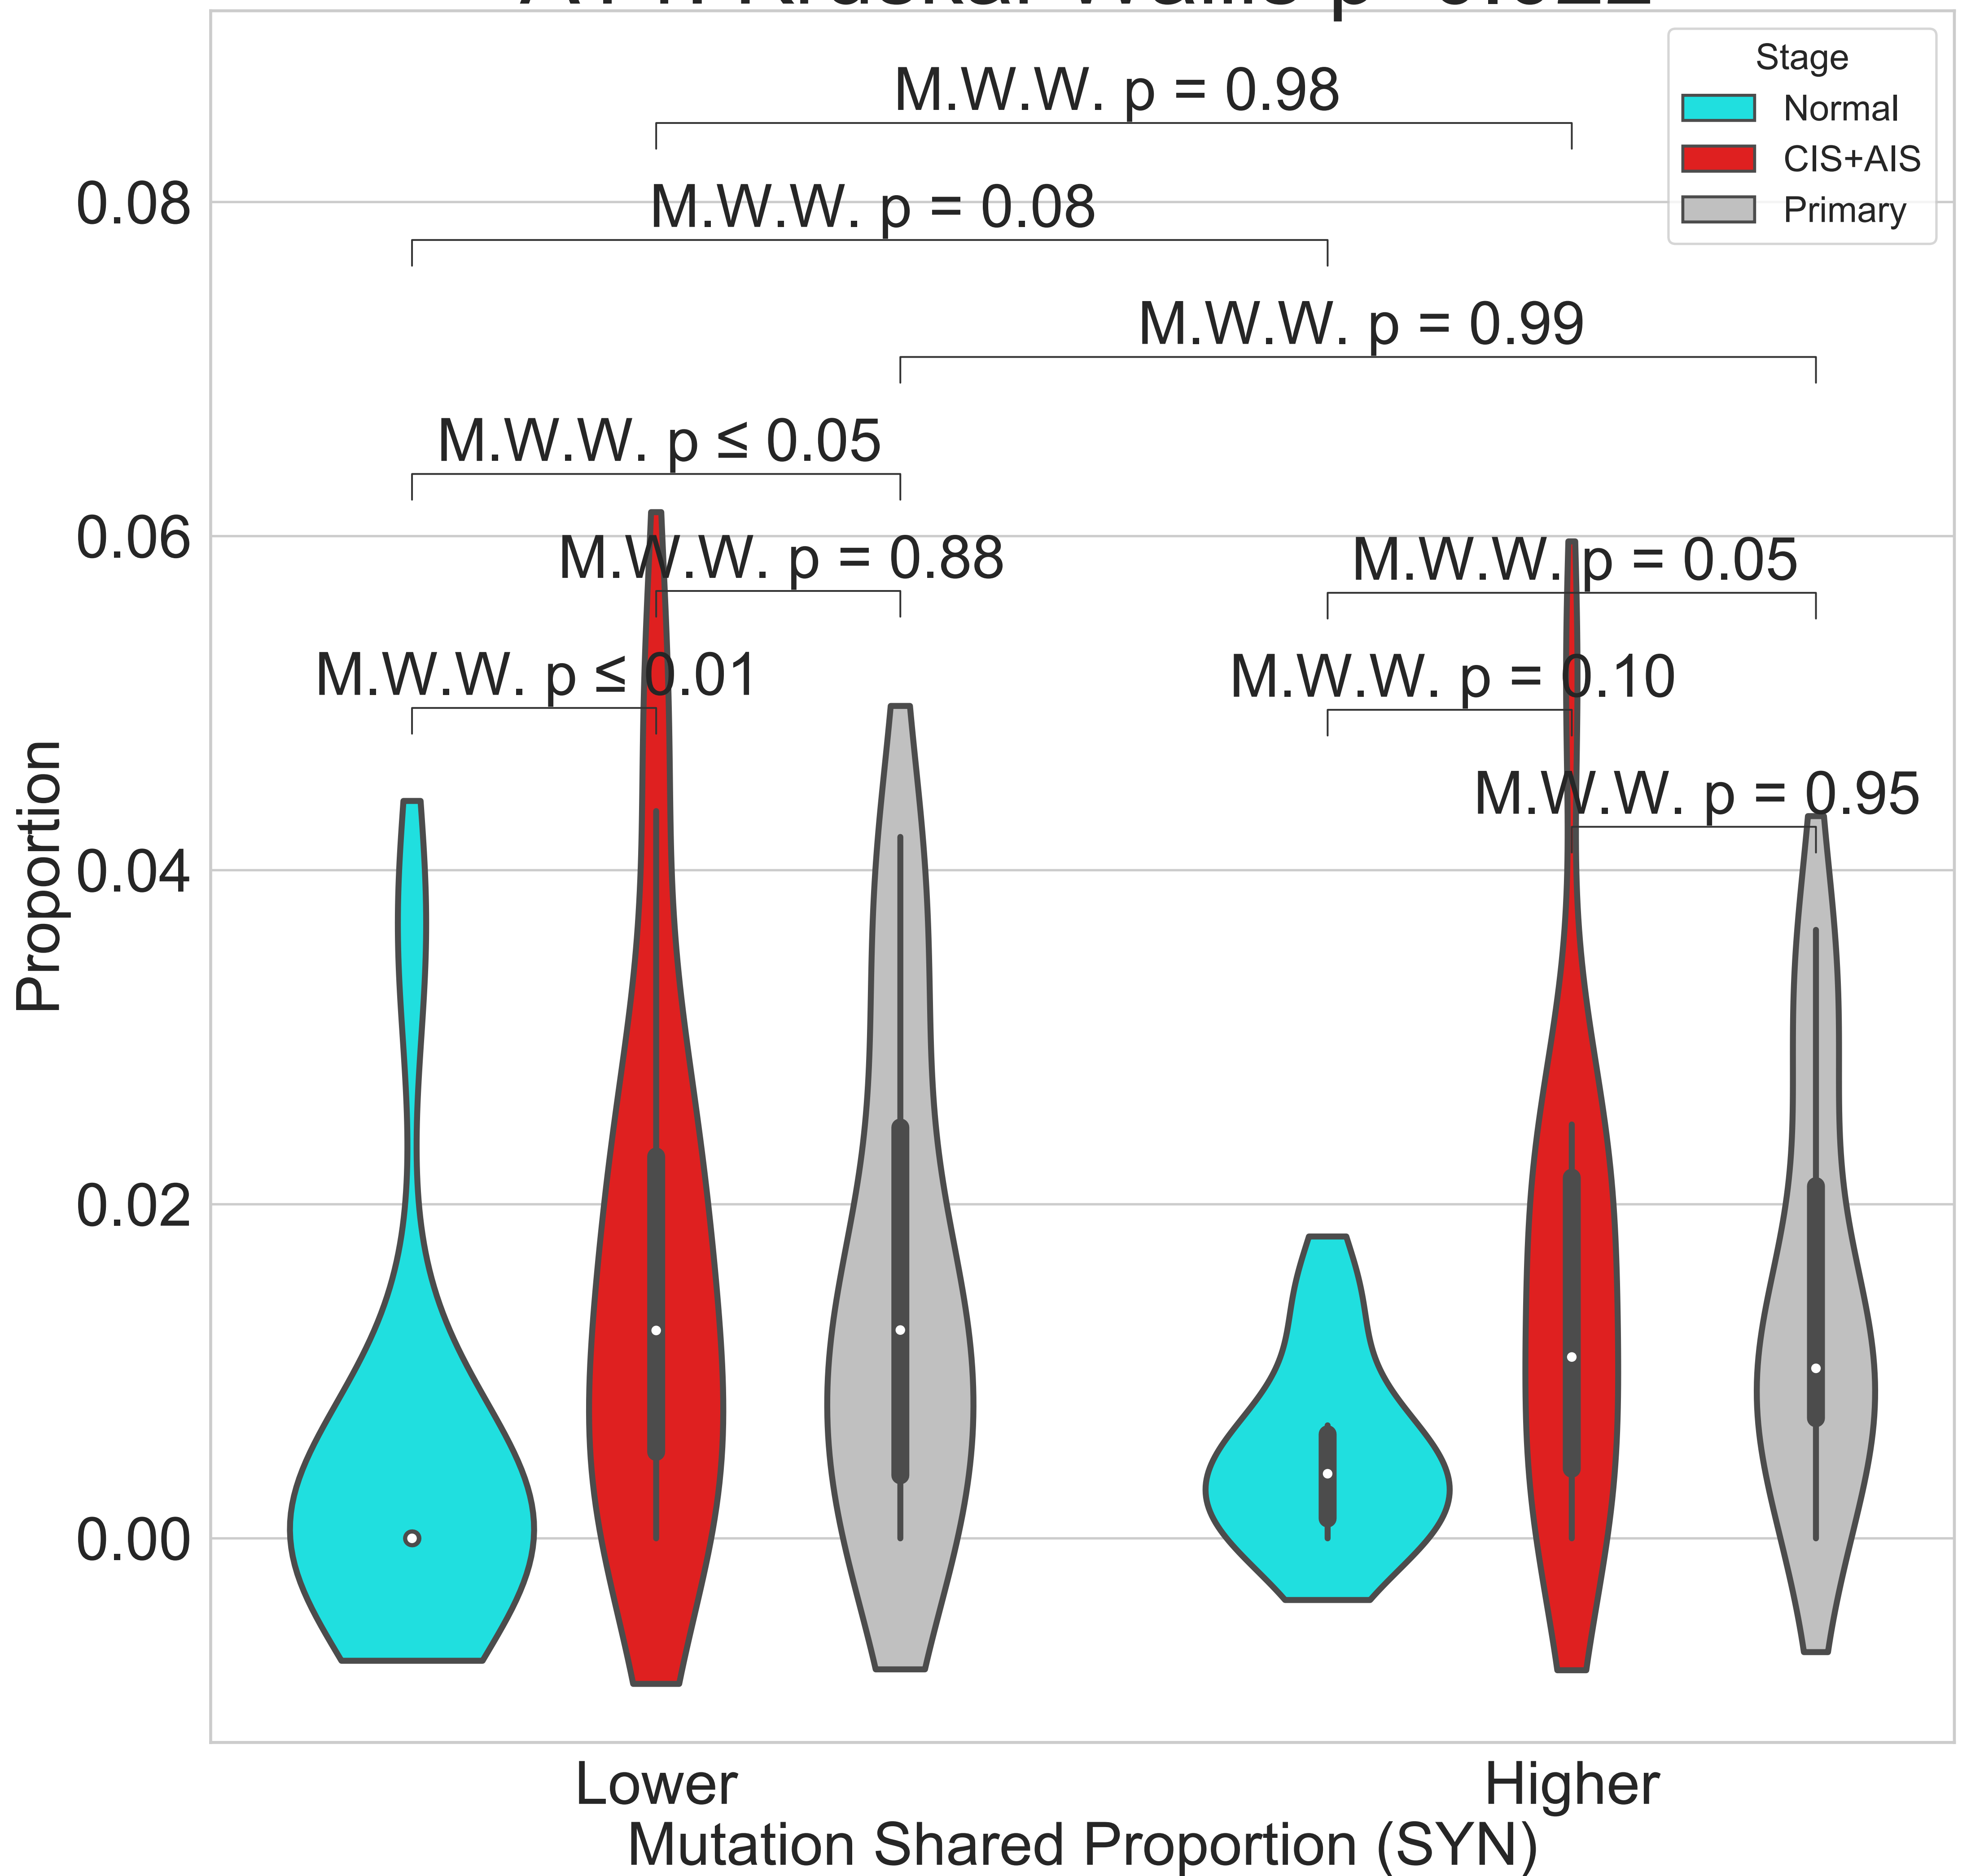 Stage
Normal
CIS+AIS
Primary
M.W.W. p = 0.98
M.W.W. p = 0.08
M.W.W. p = 0.99
M.W.W. p ≤ 0.05
M.W.W. p = 0.88
M.W.W. p = 0.05
M.W.W. p ≤ 0.01
M.W.W. p = 0.10
M.W.W. p = 0.95
Proportion
0.08
0.06
0.04
0.02
0.00
Lower
Higher
Mutation Shared Proportion (SYN)